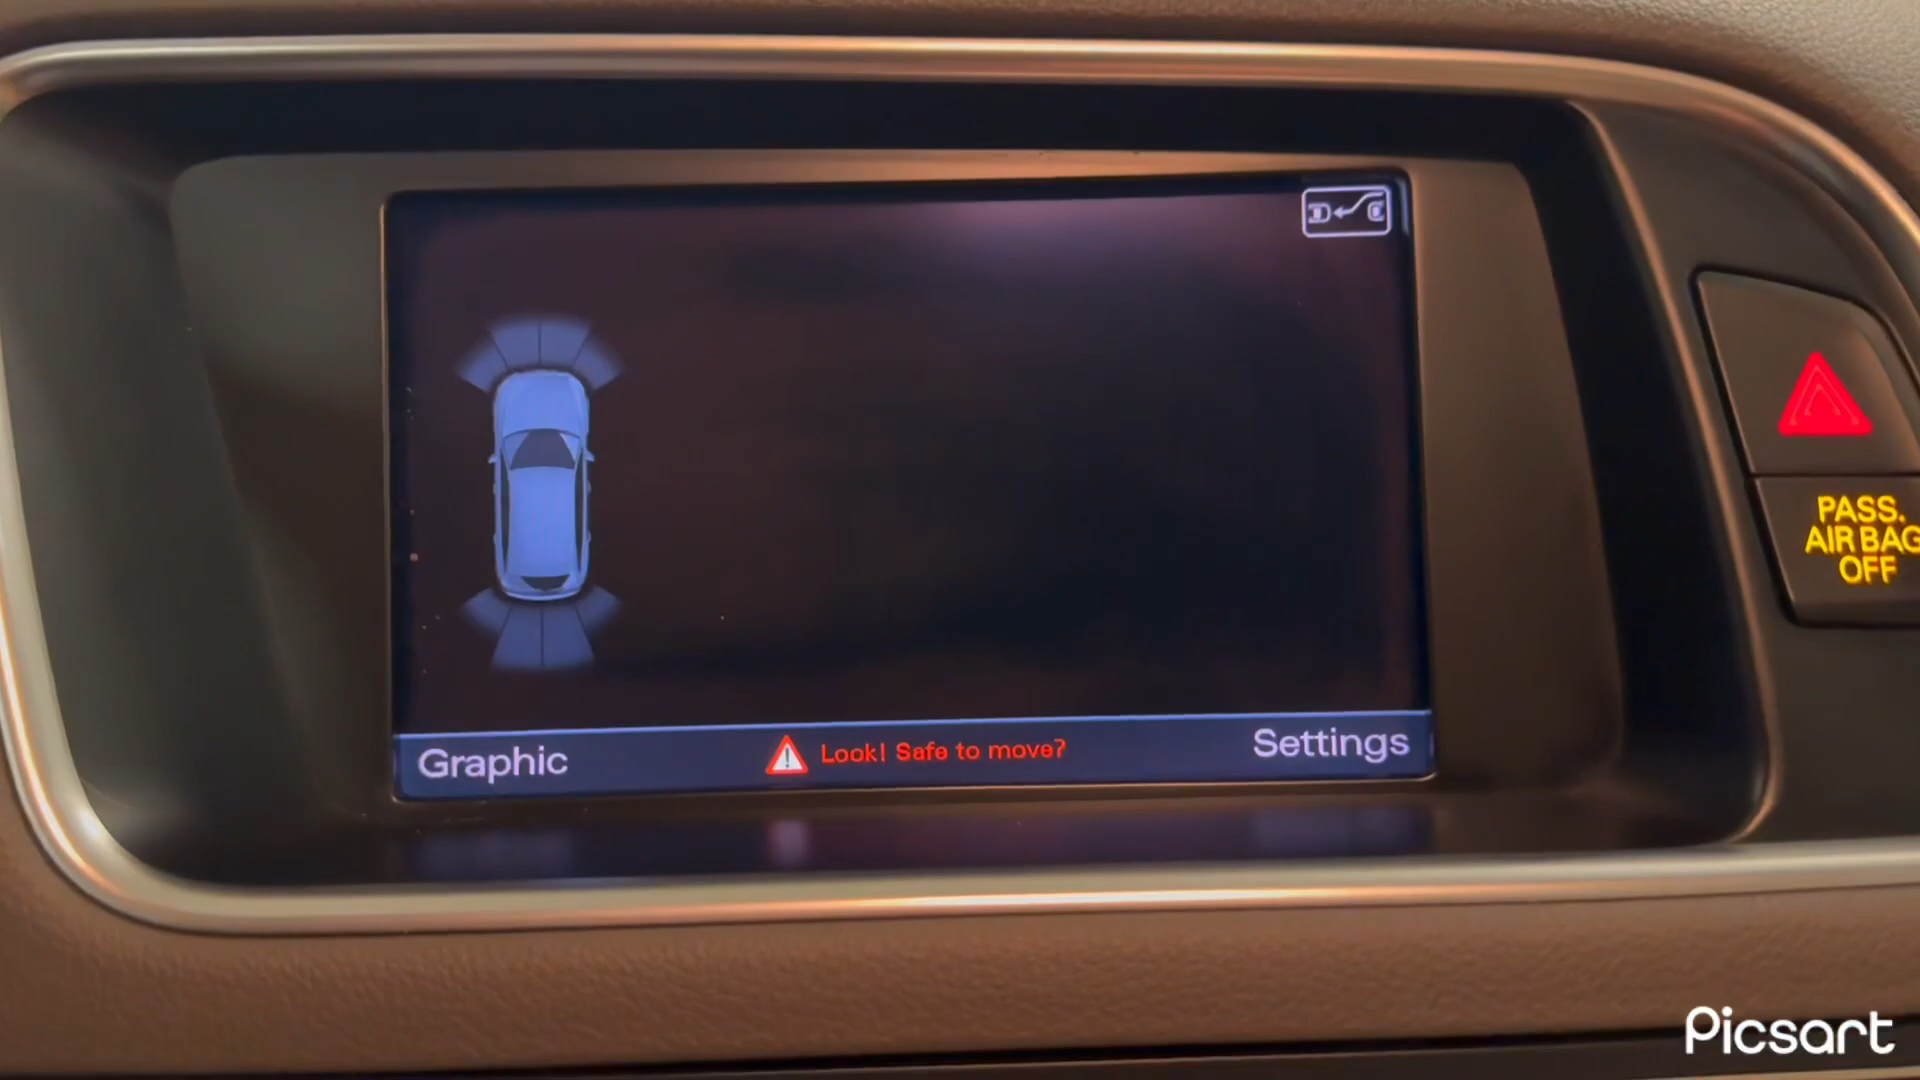 PASS.
AIR BAG
OFF
Graphic
Look! Safe to move?
Settings
Picsart